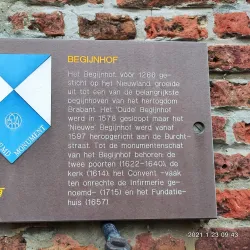 BEGIJNHOF
Het Begijnhof, vóór 1260 ge-
sticht op het Nieuwland, groeide
uit tot een van de belangrijkste
begijnhoven van het hertogdom
Brabant. Het 'Oude' Begijnhof
werd in 1578 gesloopt maar het
'Nieuwe' Begijnhof werd vanaf
1597 heropgericht aan de Burcht-
straat. Tot de monumentenschat
van het Begijnhof behoren de
twee poorten (1622-1640), de
kerk (1614), het Convent -vaak
ten onrechte de Infirmerie ge-
noemd- (1715) en het Fundatie-
huis (1657)
MONUMENT
2021.1.23 09:43